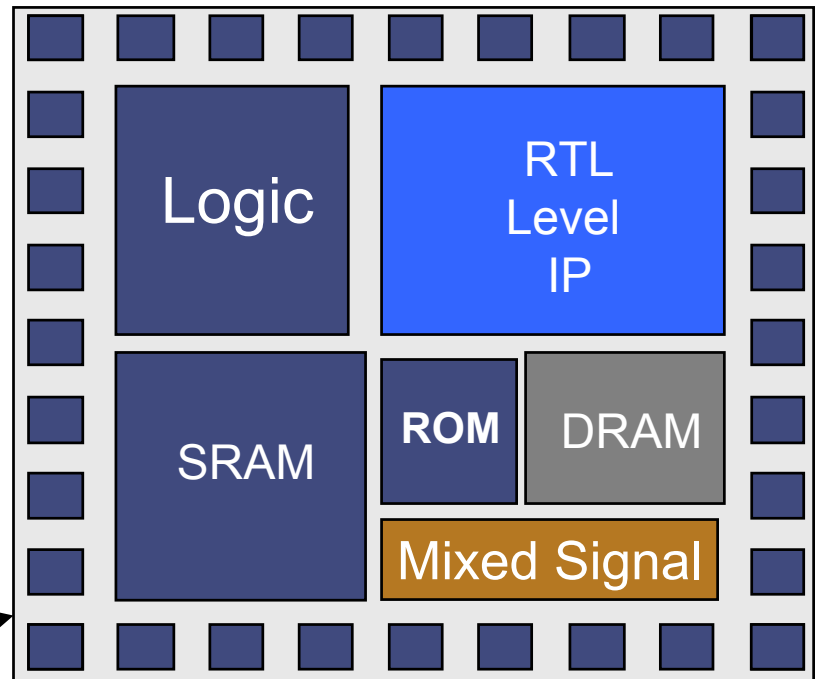 Logic
RTL
Level
IP
SRAM
ROM
DRAM
Mixed Signal